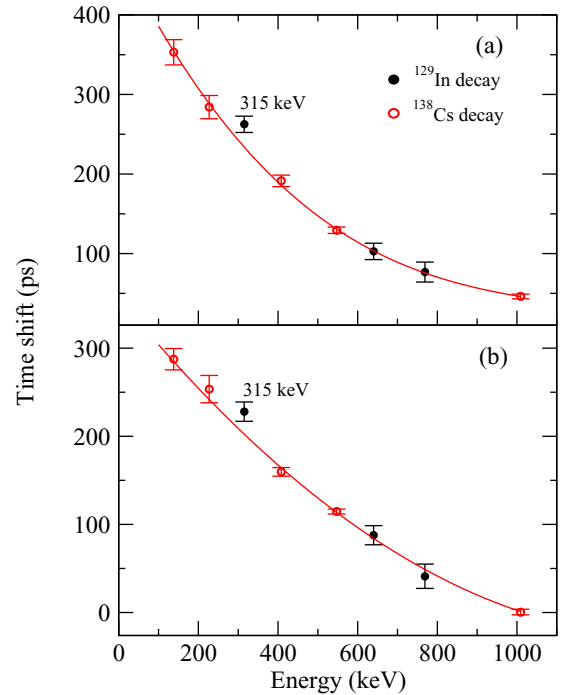 400
(a)
¹²⁹In decay
315 keV
¹³⁸Cs decay
300
200
100
Time shift (ps)
(b)
300
315 keV
200
100
0
0 200 400 600 800 1000
Energy (keV)